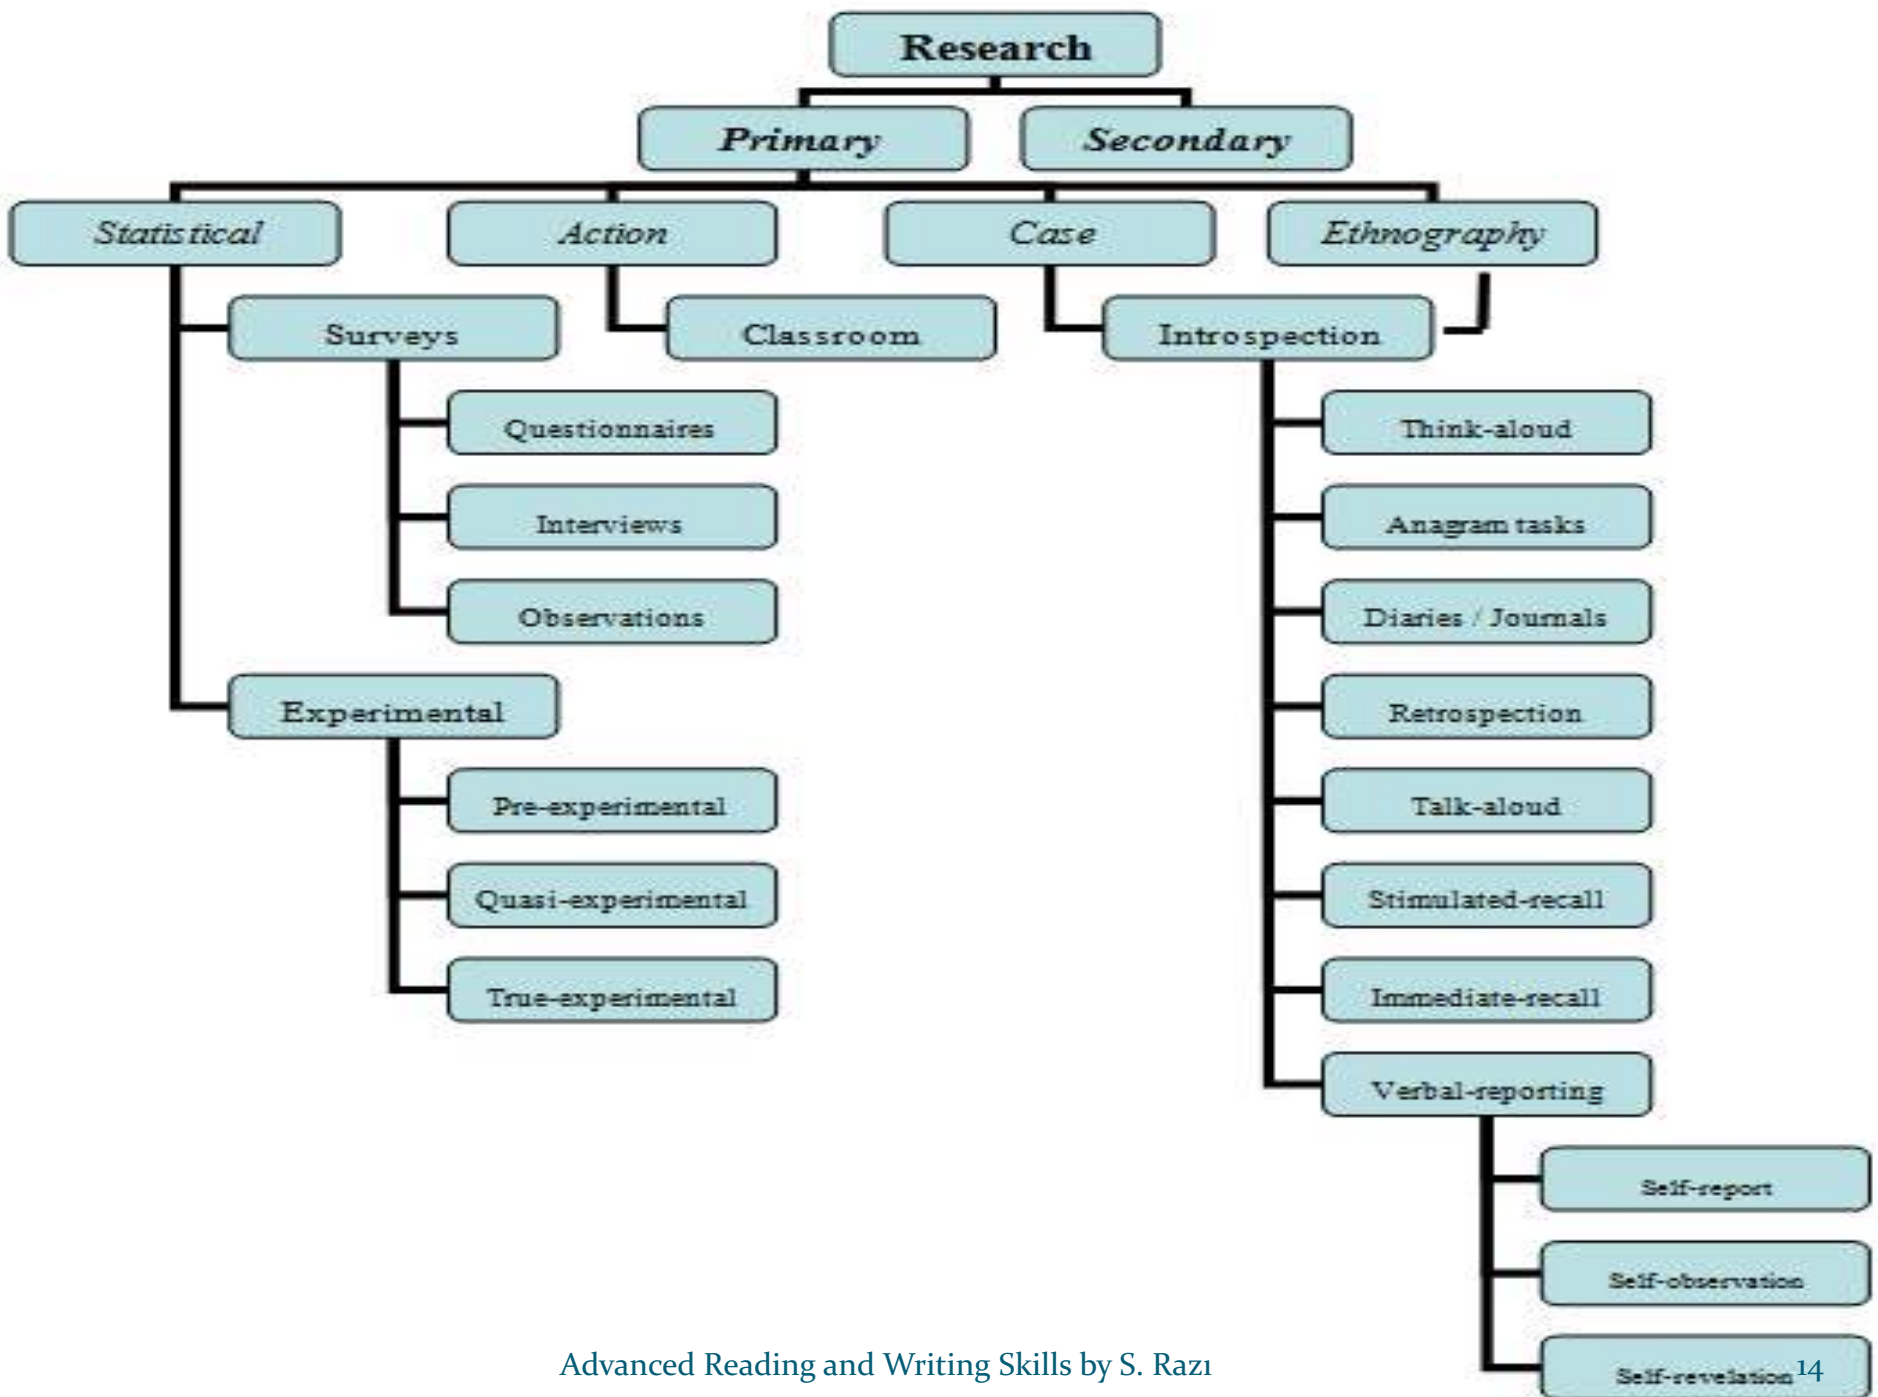 Research
Primary
Secondary
Statistical
Action
Case
Ethnography
Surveys
Classroom
Introspection
Questionnaires
Think-aloud
Interviews
Anagram tasks
Observations
Diaries / Journals
Experimental
Retrospection
Pre-experimental
Talk-aloud
Quasi-experimental
Stimulated-recall
True-experimental
Immediate-recall
Verbal-reporting
Self-report
Self-observation
Self-revelation
Advanced Reading and Writing Skills by S. Razı
14